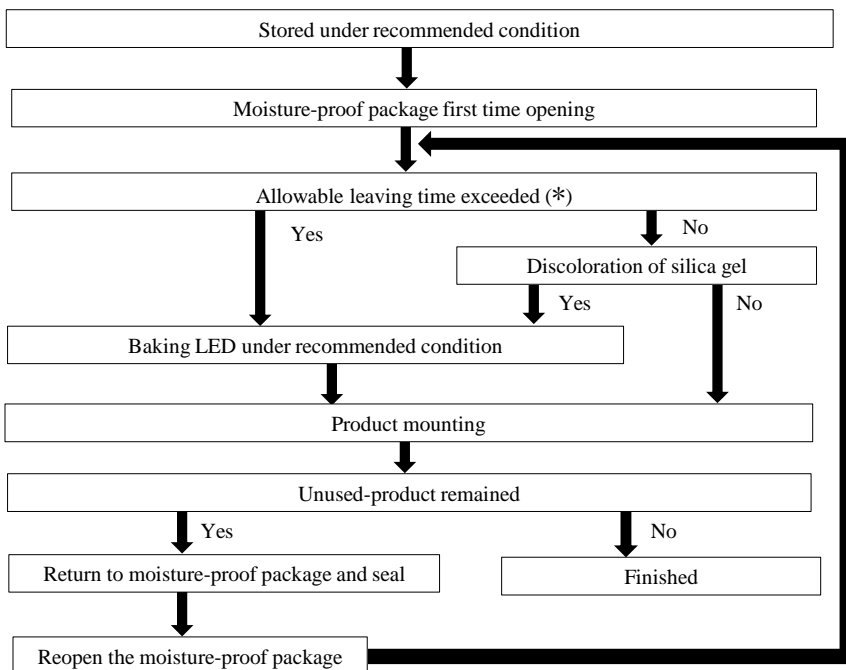 Stored under recommended condition
Moisture-proof package first time opening
Allowable leaving time exceeded (*)
Yes
No
Discoloration of silica gel
Yes
No
Baking LED under recommended condition
Product mounting
Unused-product remained
Yes
No
Return to moisture-proof package and seal
Finished
Reopen the moisture-proof package